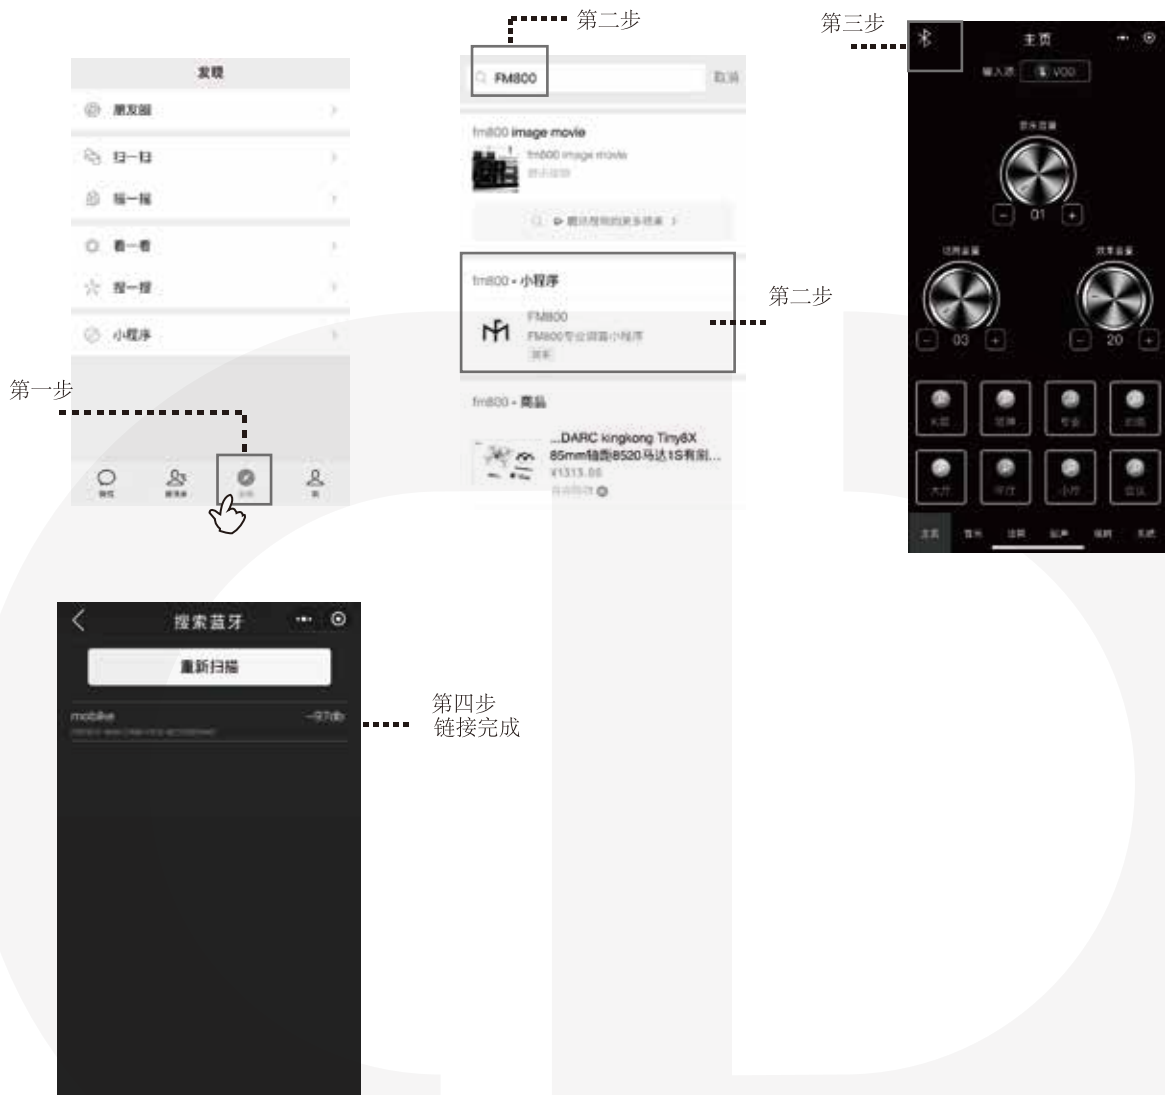 第一步
发现
朋友圈
扫一扫
摇一摇
看一看
搜一搜
小程序
第二步
FM800
取消
fm800 image movie
fm800 image movie
fm800 - 小程序
FM800
FM800专业调音小程序
第二步
fm800 - 商品
...DARC kingkong Tiny8X
85mm轴距8520马达1S有刷...
¥1313.00
第三步
主页
输入源
音乐音量
01
话筒音量
效果音量
03
20
专业
大厅
中厅
小厅
会议
主页
音乐
话筒
系统
搜索蓝牙
重新扫描
mobike
-97db
第四步
链接完成